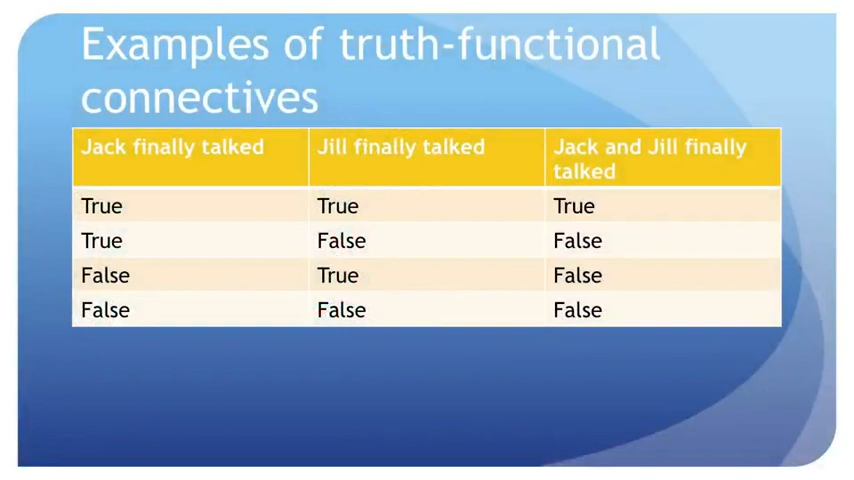 Examples of truth-functional
connectives
Jack finally talked Jill finally talked Jack and Jill finally
talked
True True True
True False False
False True False
False False False